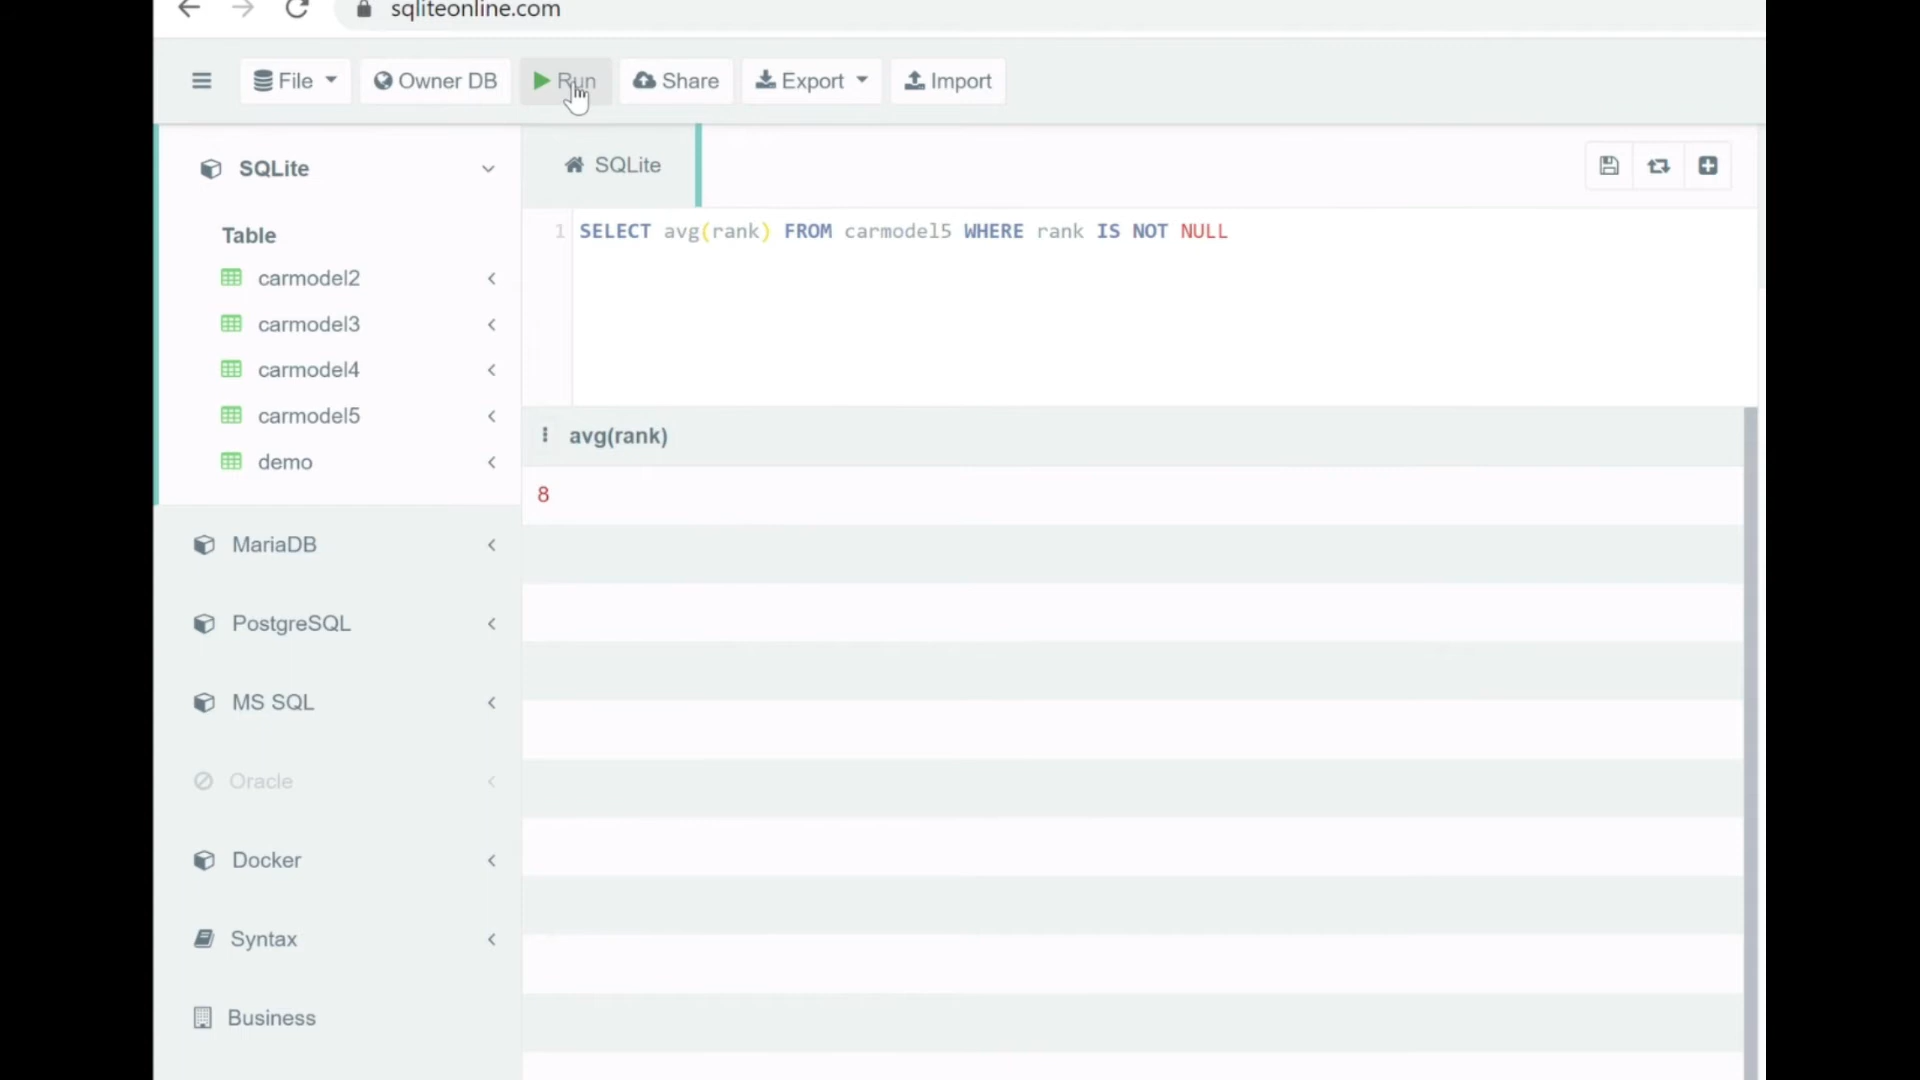 sqliteonline.com
File
Owner DB
Run
Share
Export
Import
SQLite
Table
carmodel2
carmodel3
carmodel4
carmodel5
demo
MariaDB
PostgreSQL
MS SQL
Oracle
Docker
Syntax
Business
SQLite
1 SELECT avg(rank) FROM carmodel5 WHERE rank IS NOT NULL
avg(rank)
8